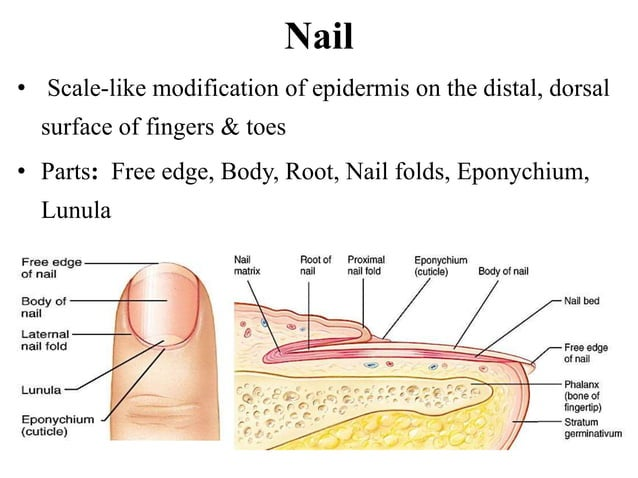 Nail
• Scale-like modification of epidermis on the distal, dorsal
surface of fingers & toes
• Parts: Free edge, Body, Root, Nail folds, Eponychium,
Lunula
Free edge
of nail
Body of
nail
Laternal
nail fold
Lunula
Eponychium
(cuticle)
Nail
matrix
Root of
nail
Proximal
nail fold
Eponychium
(cuticle)
Body of nail
Nail bed
Free edge
of nail
Phalanx
(bone of
fingertip)
Stratum
germinativum